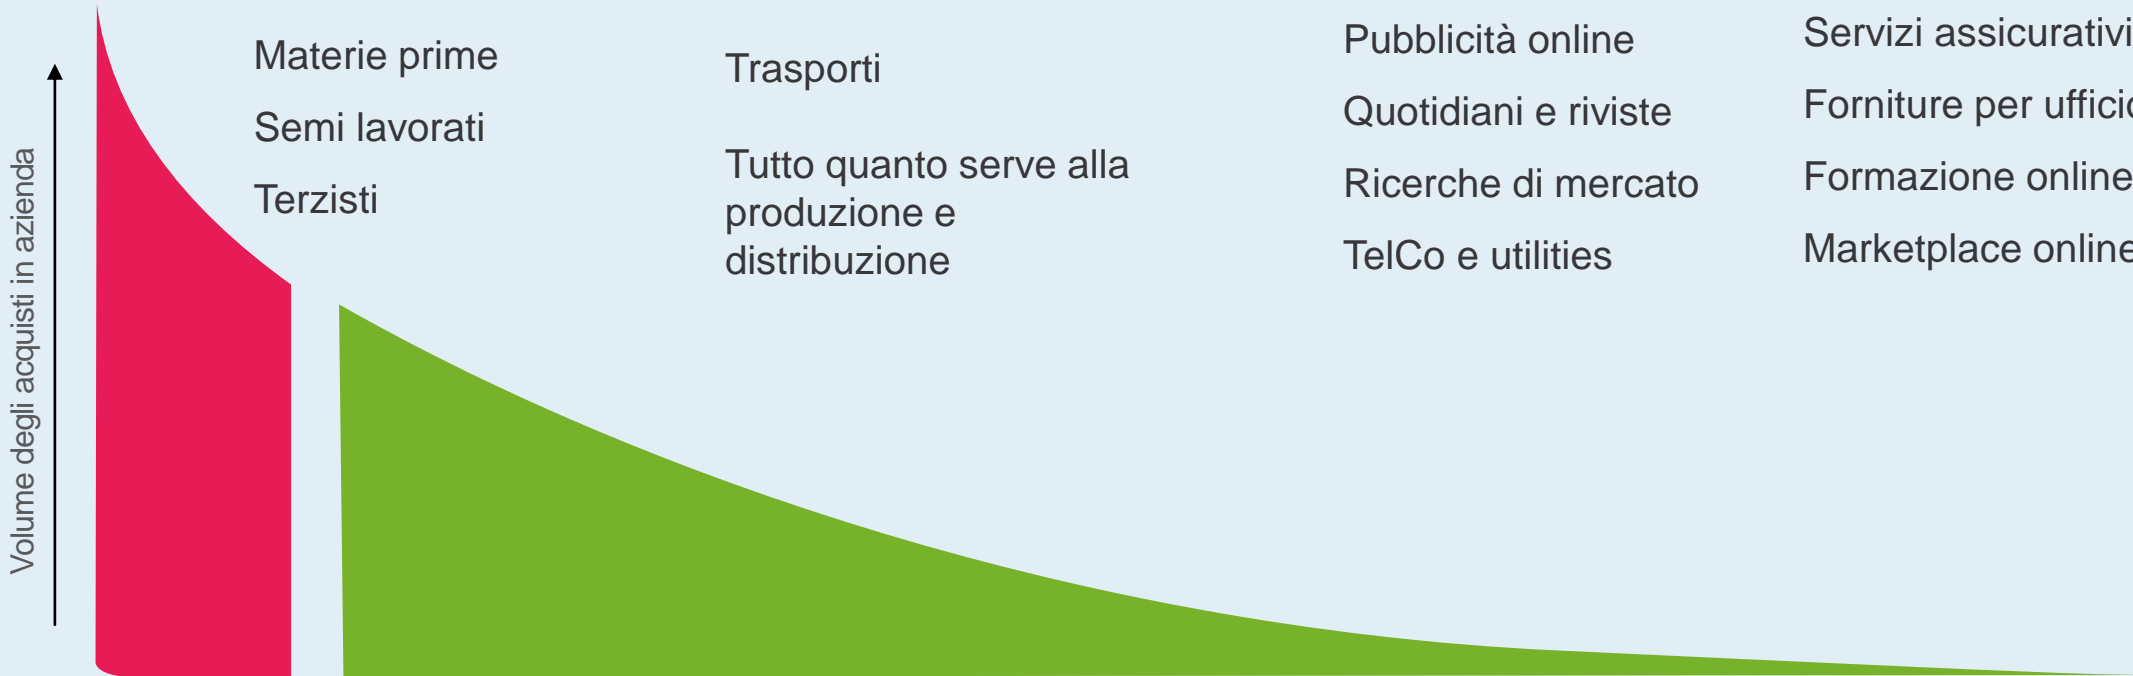 Volume degli acquisti in azienda
Materie prime
Semi lavorati
Terzisti
Trasporti
Tutto quanto serve alla
produzione e
distribuzione
Pubblicità online
Quotidiani e riviste
Ricerche di mercato
TelCo e utilities
Servizi assicurativi
Forniture per ufficio
Formazione online
Marketplace online